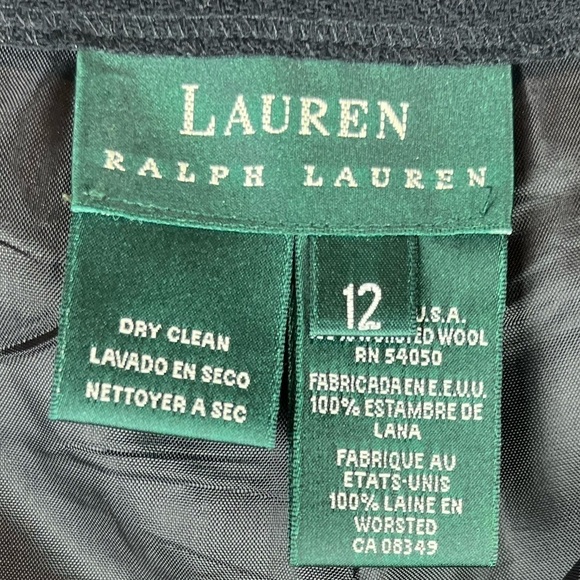 LAUREN
RALPH LAUREN
DRY CLEAN
LAVADO EN SECO
NETTOYER A SEC
12
U.S.A.
WOOL
RN 54050
FABRICADA EN E.E.U.U.
100% ESTAMBRE DE
LANA
FABRIQUE AU
ETATS-UNIS
100% LAINE EN
WORSTED
CA 08349